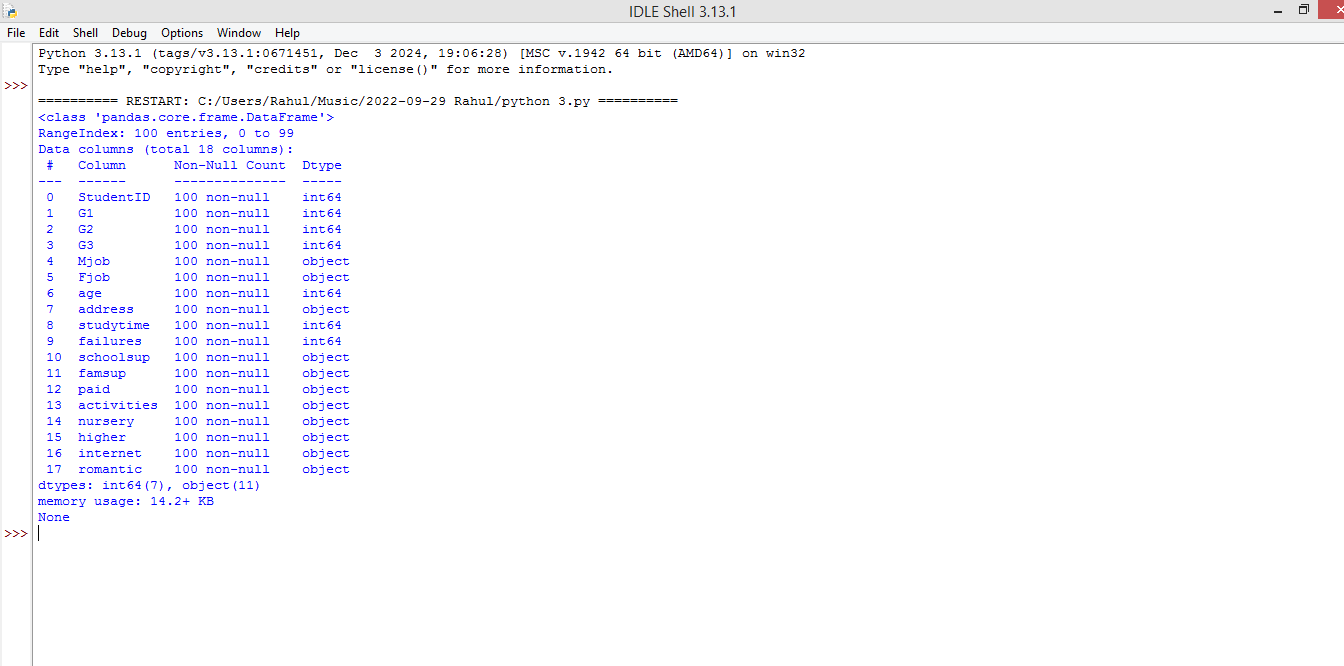 IDLE Shell 3.13.1
File Edit Shell Debug Options Window Help
Python 3.13.1 (tags/v3.13.1:0671451, Dec  3 2024, 19:06:28) [MSC v.1942 64 bit (AMD64)] on win32
Type "help", "copyright", "credits" or "license()" for more information.
>>>
========== RESTART: C:/Users/Rahul/Music/2022-09-29 Rahul/python 3.py ==========
<class 'pandas.core.frame.DataFrame'>
RangeIndex: 100 entries, 0 to 99
Data columns (total 18 columns):
 #   Column      Non-Null Count  Dtype
---  ------      --------------  -----
 0   StudentID   100 non-null    int64
 1   G1          100 non-null    int64
 2   G2          100 non-null    int64
 3   G3          100 non-null    int64
 4   Mjob        100 non-null    object
 5   Fjob        100 non-null    object
 6   age         100 non-null    int64
 7   address     100 non-null    object
 8   studytime   100 non-null    int64
 9   failures    100 non-null    int64
 10  schoolsup   100 non-null    object
 11  famsup      100 non-null    object
 12  paid        100 non-null    object
 13  activities  100 non-null    object
 14  nursery     100 non-null    object
 15  higher      100 non-null    object
 16  internet    100 non-null    object
 17  romantic    100 non-null    object
dtypes: int64(7), object(11)
memory usage: 14.2+ KB
None
>>>